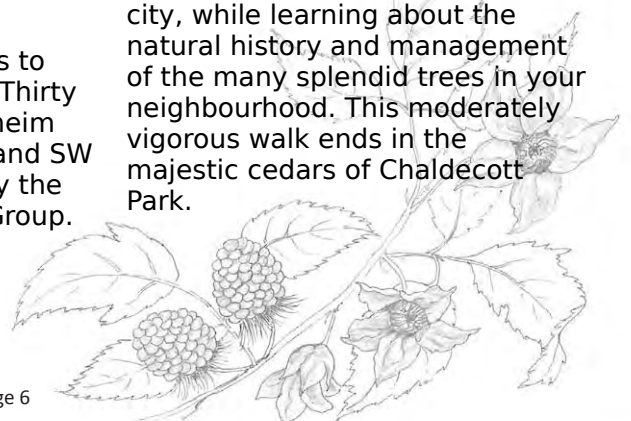 s to
Thirty
heim
and SW
y the
Group.
city, while learning about the
natural history and management
of the many splendid trees in your
neighbourhood. This moderately
vigorous walk ends in the
majestic cedars of Chaldecott
Park.
ge 6